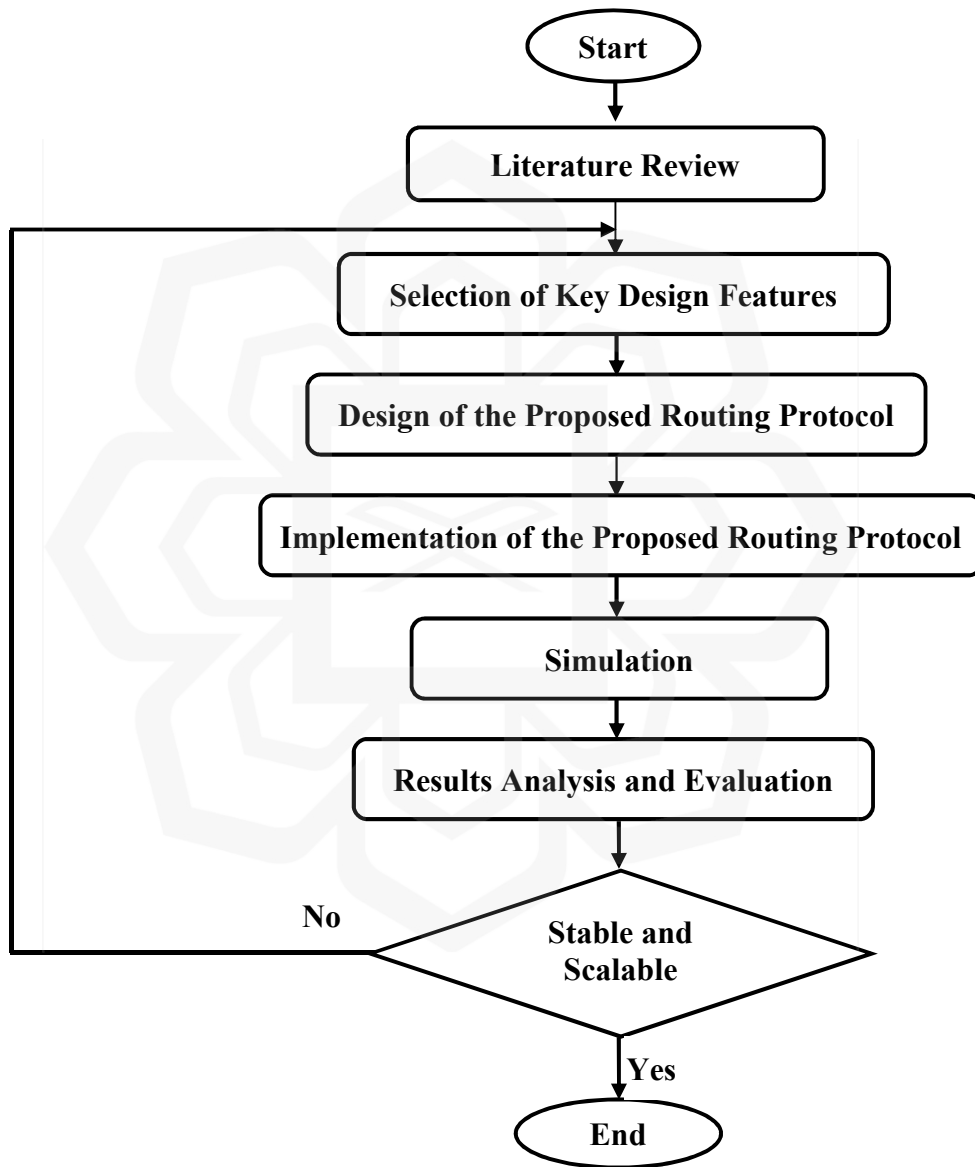 Start
Literature Review
Selection of Key Design Features
Design of the Proposed Routing Protocol
Implementation of the Proposed Routing Protocol
Simulation
Results Analysis and Evaluation
No
Stable and
Scalable
Yes
End